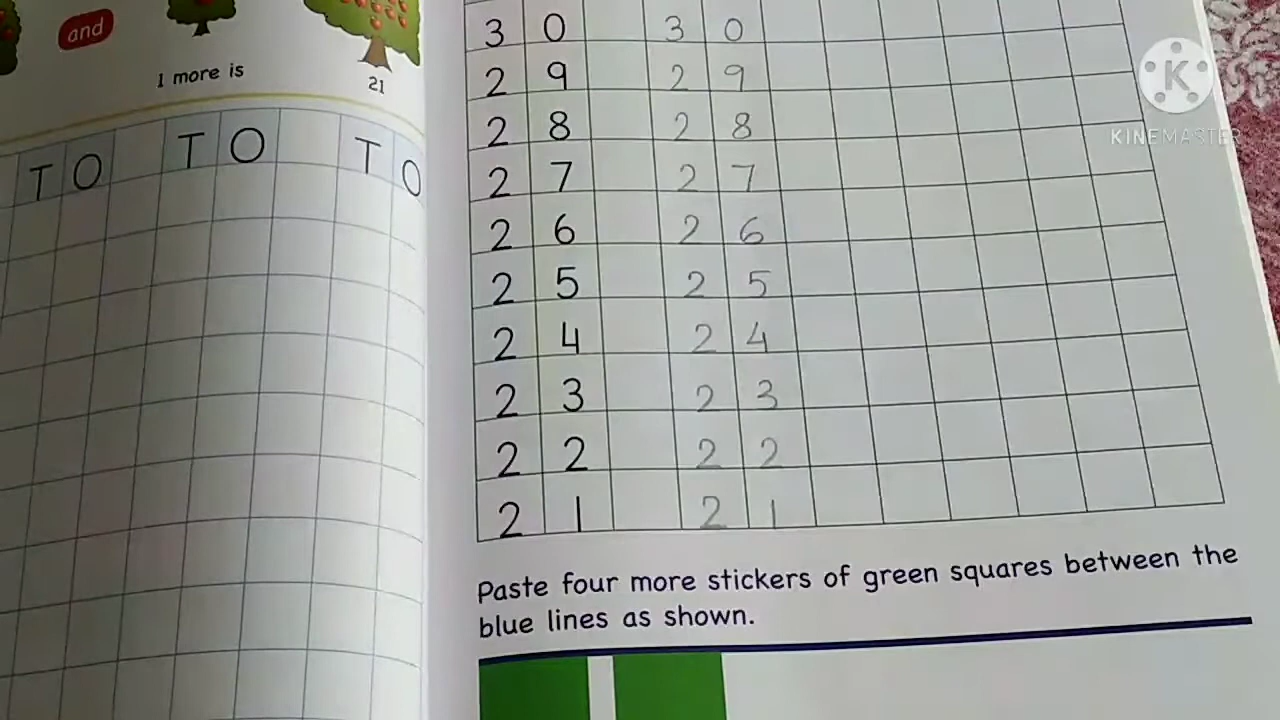 and
1 more is
21
T O T O T O
3 0 3 0
2 9 2 9
2 8 2 8
2 7 2 7
2 6 2 6
2 5 2 5
2 4 2 4
2 3 2 3
2 2 2 2
2 1 2 1
Paste four more stickers of green squares between the
blue lines as shown.
K
KINEMASTER